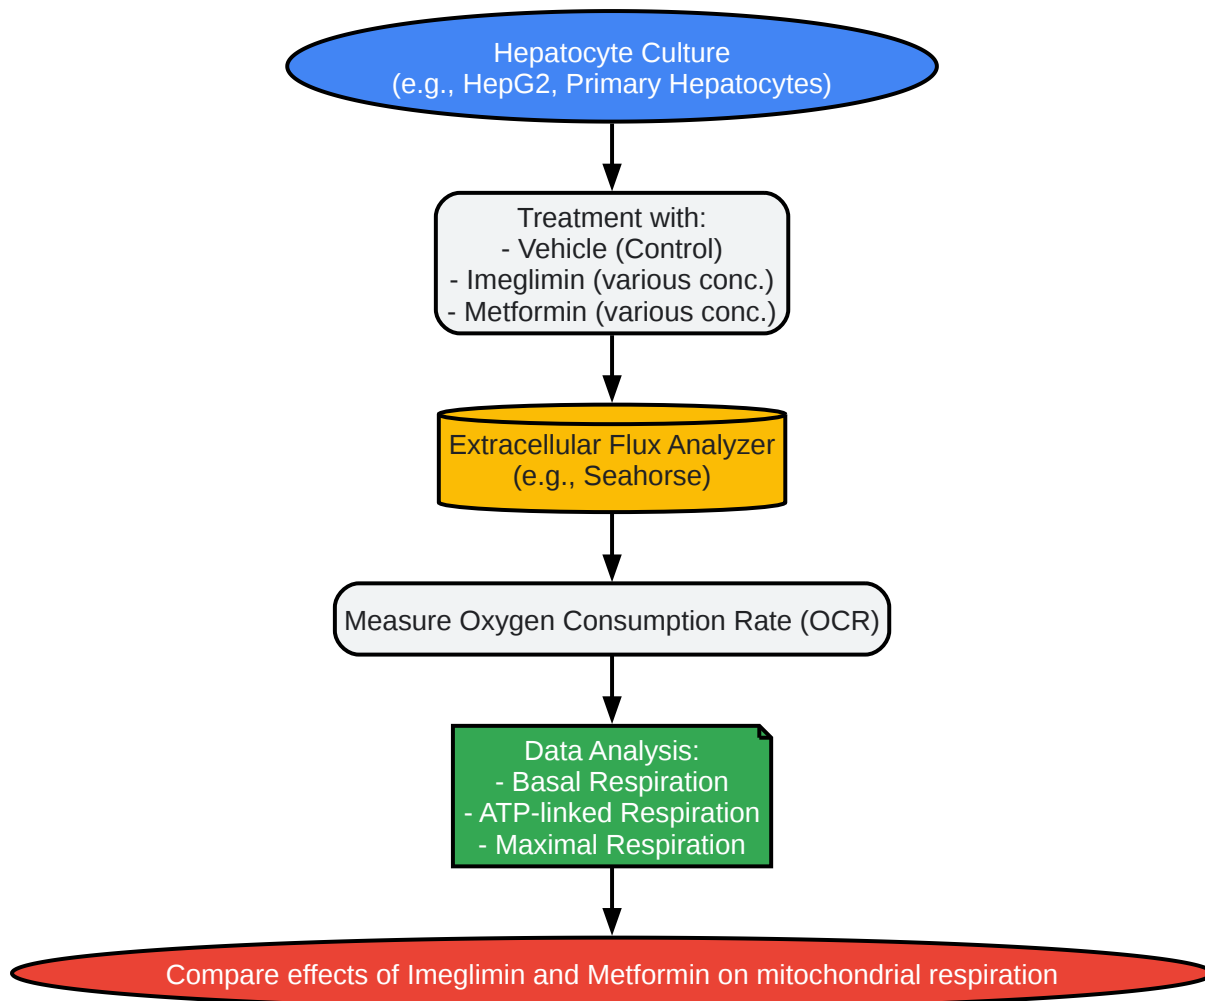 Hepatocyte Culture
(e.g., HepG2, Primary Hepatocytes)
Treatment with:
- Vehicle (Control)
- Imeglimin (various conc.)
- Metformin (various conc.)
Extracellular Flux Analyzer
(e.g., Seahorse)
Measure Oxygen Consumption Rate (OCR)
Data Analysis:
- Basal Respiration
- ATP-linked Respiration
- Maximal Respiration
Compare effects of Imeglimin and Metformin on mitochondrial respiration